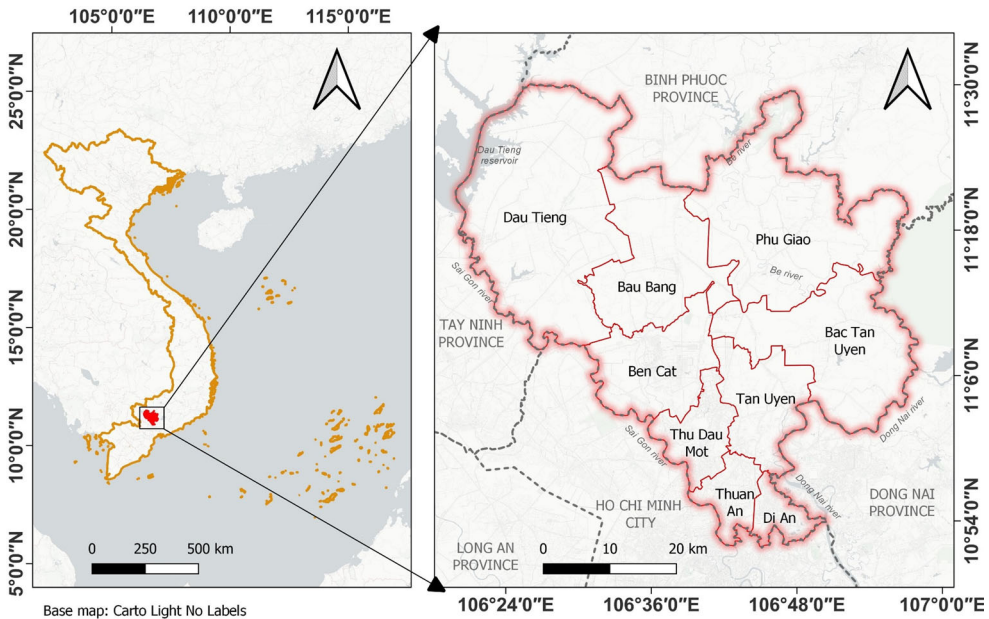 105°0′0″E 110°0′0″E 115°0′0″E
25°0′0″N
20°0′0″N
15°0′0″N
10°0′0″N
5°0′0″N
0 250 500 km
Base map: Carto Light No Labels
BINH PHUOC
PROVINCE
Dau Tieng
reservoir
Be river
Dau Tieng
Phu Giao
Sai Gon river
Bau Bang
Be river
TAY NINH
PROVINCE
Bac Tan
Uyen
Ben Cat
Tan Uyen
Dong Nai river
Sai Gon river
Thu Dau
Mot
Dong Nai river
Thuan
An
Di An
HO CHI MINH
CITY
DONG NAI
PROVINCE
LONG AN
PROVINCE
0 10 20 km
11°30′0″N
11°18′0″N
11°6′0″N
10°54′0″N
106°24′0″E 106°36′0″E 106°48′0″E 107°0′0″E